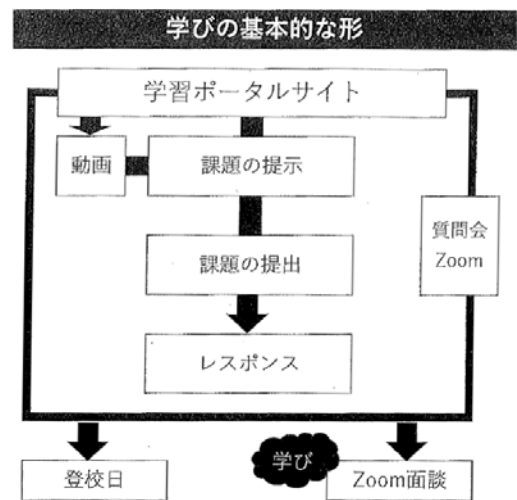 学びの基本的な形
学習ポータルサイト
動画
課題の提示
質問会
Zoom
課題の提出
レスポンス
登校日
学び
Zoom面談